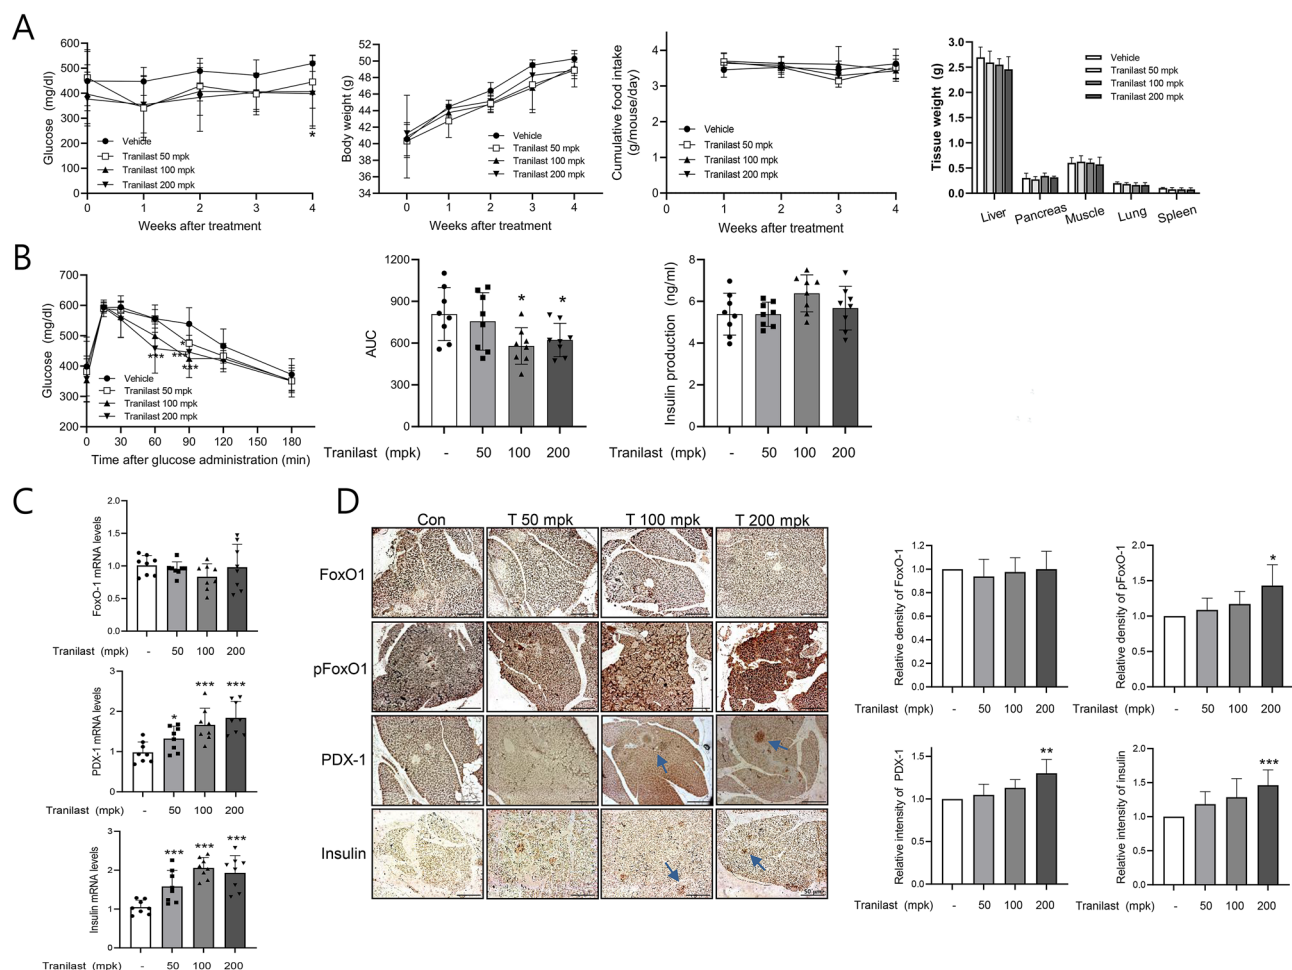 A
Glucose (mg/dl)
600
500
400
300
200
100
0
Vehicle
Tranilast 50 mpk
Tranilast 100 mpk
Tranilast 200 mpk
*
0 1 2 3 4
Weeks after treatment
Body weight (g)
52
50
48
46
44
42
40
38
36
34
Vehicle
Tranilast 50 mpk
Tranilast 100 mpk
Tranilast 200 mpk
0 1 2 3 4
Weeks after treatment
Cumulative food intake
(g/mouse/day)
4
3
2
1
0
Vehicle
Tranilast 50 mpk
Tranilast 100 mpk
Tranilast 200 mpk
0 1 2 3 4
Weeks after treatment
Tissue weight (g)
3.0
2.5
2.0
1.5
1.0
0.5
0.0
Vehicle
Tranilast 50 mpk
Tranilast 100 mpk
Tranilast 200 mpk
Liver Pancreas Muscle Lung Spleen
B
Glucose (mg/dl)
700
600
500
400
300
200
*
*** ***
***
Vehicle
Tranilast 50 mpk
Tranilast 100 mpk
Tranilast 200 mpk
0 30 60 90 120 150 180
Time after glucose administration (min)
AUC
1200
900
600
300
0
* *
Tranilast (mpk) - 50 100 200
Insulin production (ng/ml)
8
6
4
2
0
Tranilast (mpk) - 50 100 200
C
FoxO-1 mRNA levels
2.0
1.5
1.0
0.5
0.0
Tranilast (mpk) - 50 100 200
PDX-1 mRNA levels
3
2
1
0
* *** ***
Tranilast (mpk) - 50 100 200
Insulin mRNA levels
3
2
1
0
*** *** ***
Tranilast (mpk) - 50 100 200
D
Con T 50 mpk T 100 mpk T 200 mpk
FoxO1
pFoxO1
PDX-1
Insulin
50 μm
Relative density of FoxO-1
1.2
1.0
0.8
0.6
0.4
0.2
0.0
Tranilast (mpk) - 50 100 200
Relative density of pFoxO-1
2.0
1.5
1.0
0.5
0.0
*
Tranilast (mpk) - 50 100 200
Relative intensity of PDX-1
1.5
1.0
0.5
0.0
**
Tranilast (mpk) - 50 100 200
Relative intensity of Insulin
2.0
1.5
1.0
0.5
0.0
***
Tranilast (mpk) - 50 100 200